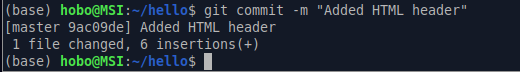 (base) hobo@MSI:~/hello$ git commit -m "Added HTML header"
[master 9ac09de] Added HTML header
 1 file changed, 6 insertions(+)
(base) hobo@MSI:~/hello$